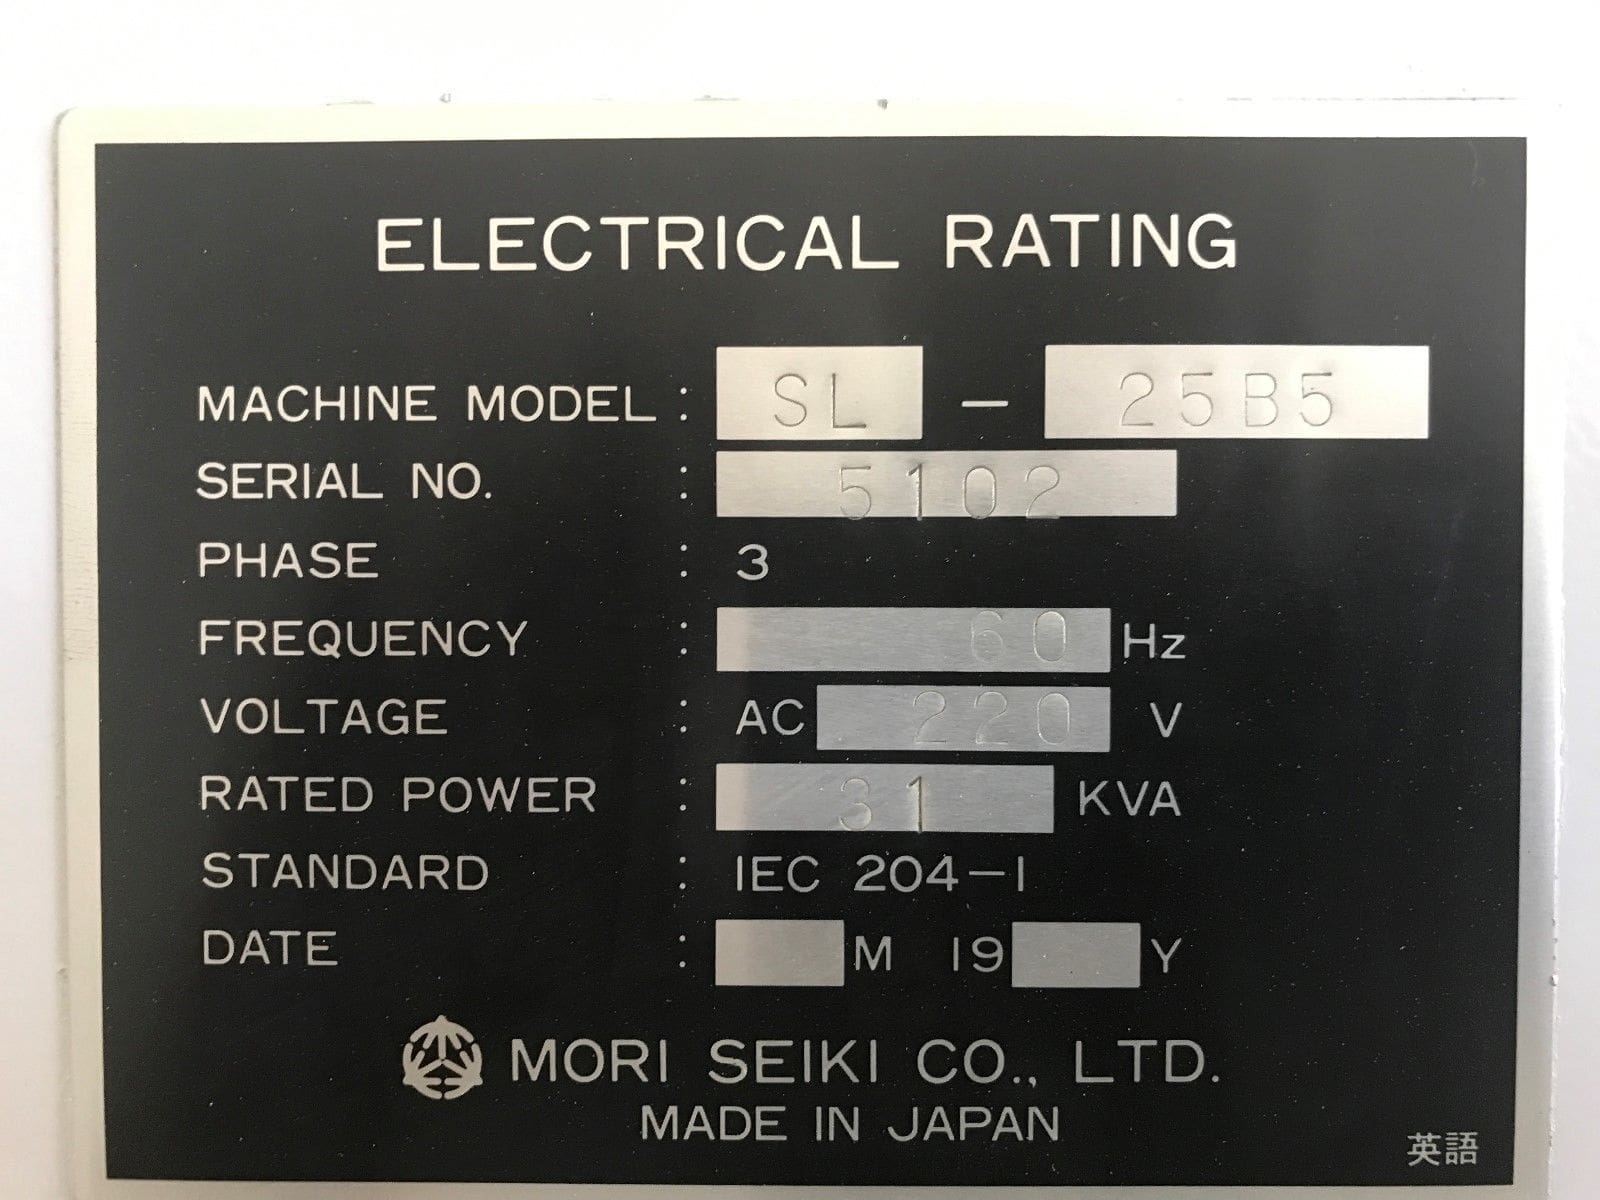 ELECTRICAL RATING
MACHINE MODEL : SL - 25B5
SERIAL NO. : 5102
PHASE : 3
FREQUENCY : 60 Hz
VOLTAGE : AC 220 V
RATED POWER : 31 KVA
STANDARD : IEC 204-1
DATE : M 19 Y
MORI SEIKI CO., LTD.
MADE IN JAPAN
英語